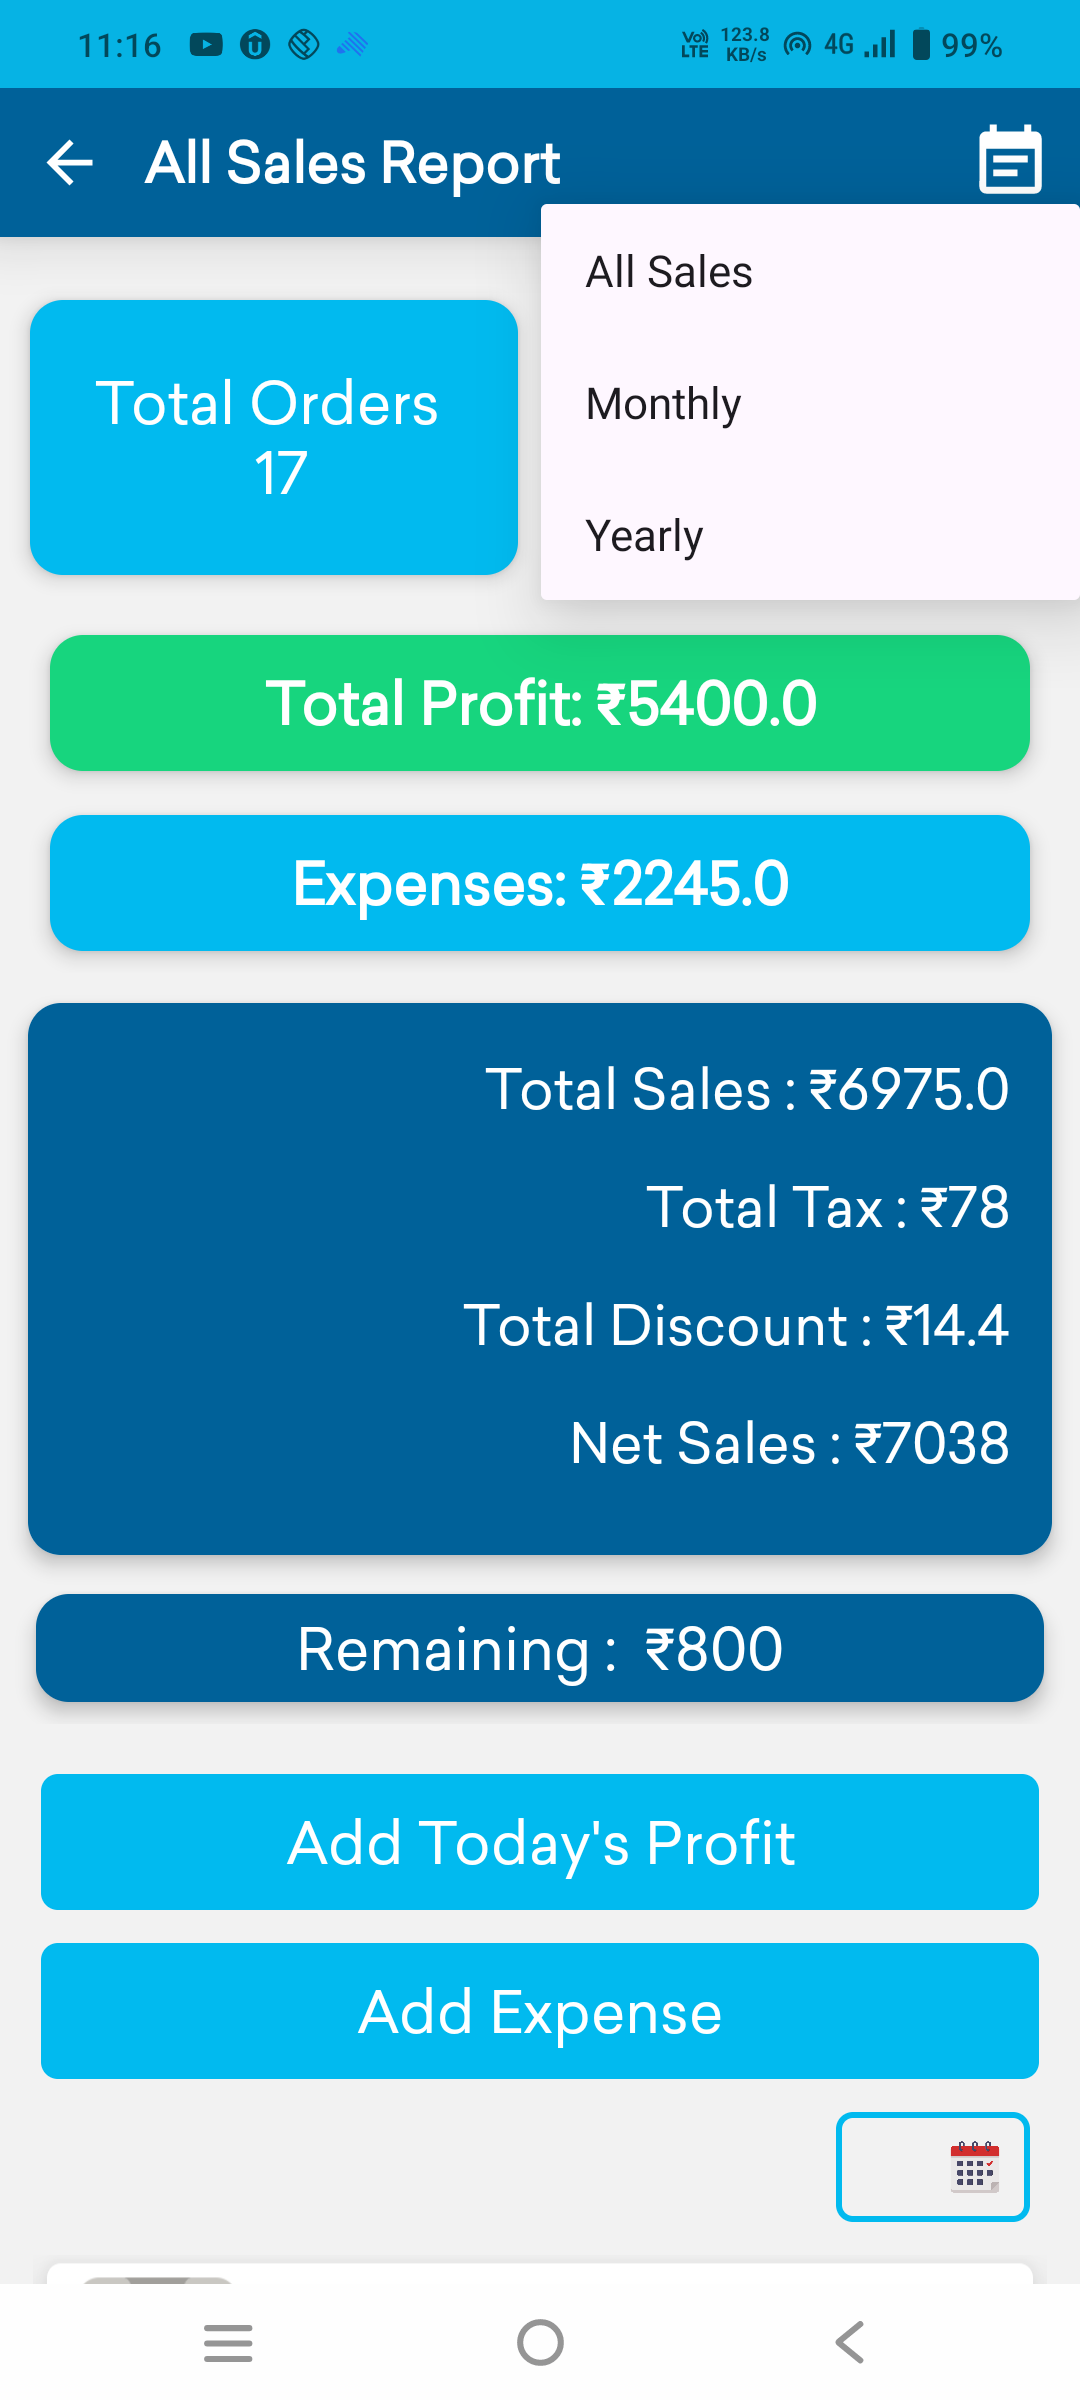 11:16
Vo) LTE 123.8 KB/s 4G 99%
All Sales Report
All Sales
Monthly
Yearly
Total Orders
17
Total Profit: ₹5400.0
Expenses: ₹2245.0
Total Sales : ₹6975.0
Total Tax : ₹78
Total Discount : ₹14.4
Net Sales : ₹7038
Remaining : ₹800
Add Today's Profit
Add Expense